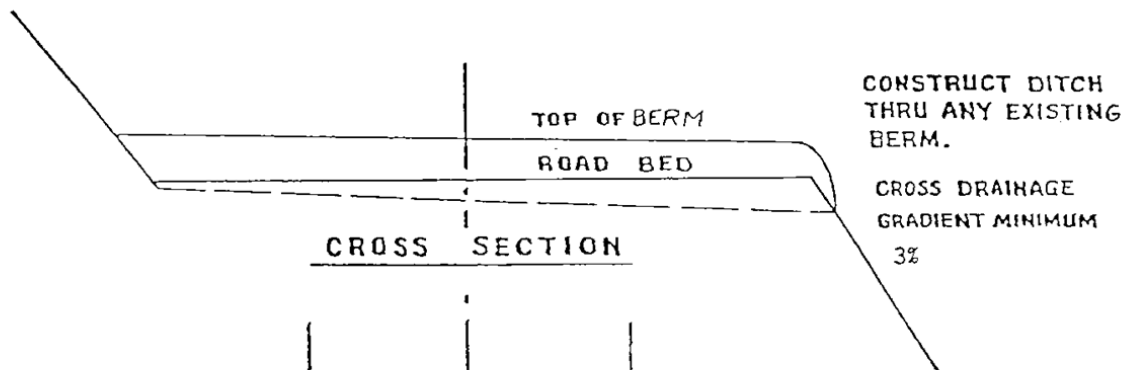 TOP OF BERM
ROAD BED
CROSS SECTION
CONSTRUCT DITCH
THRU ANY EXISTING
BERM.
CROSS DRAINAGE
GRADIENT MINIMUM
3%